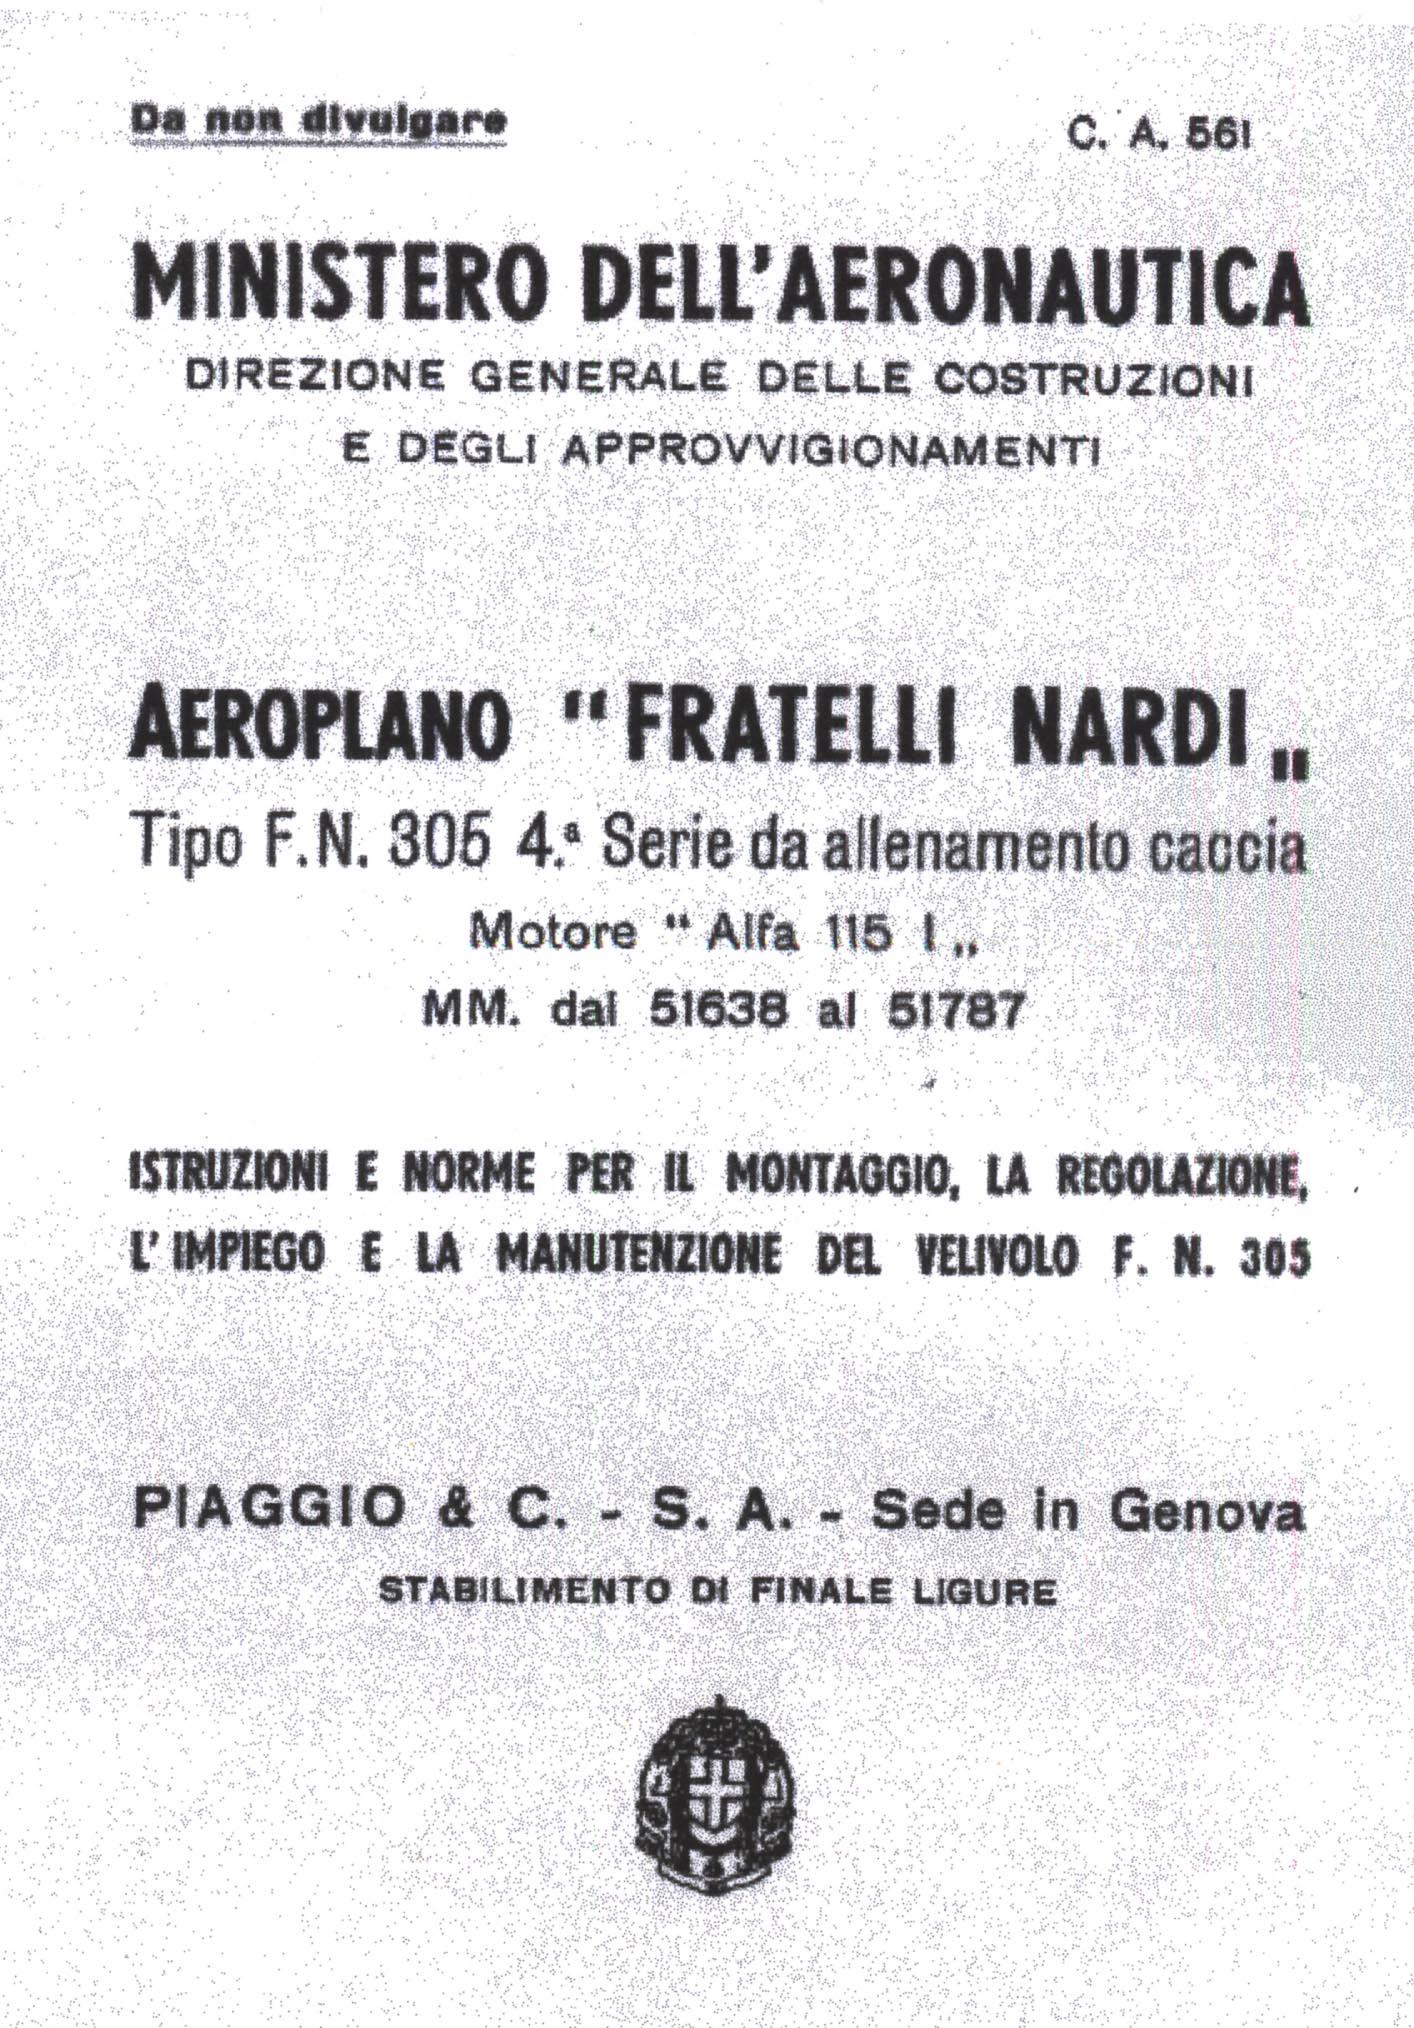 Da non divulgare
C. A. 561
MINISTERO DELL'AERONAUTICA
DIREZIONE GENERALE DELLE COSTRUZIONI
E DEGLI APPROVVIGIONAMENTI
AEROPLANO “FRATELLI NARDI„
Tipo F.N. 305 4.ª Serie da allenamento caccia
Motore “ Alfa 115 I „
MM. dal 51638 al 51787
ISTRUZIONI E NORME PER IL MONTAGGIO, LA REGOLAZIONE,
L' IMPIEGO E LA MANUTENZIONE DEL VELIVOLO F. N. 305
PIAGGIO & C. - S. A. - Sede in Genova
STABILIMENTO DI FINALE LIGURE